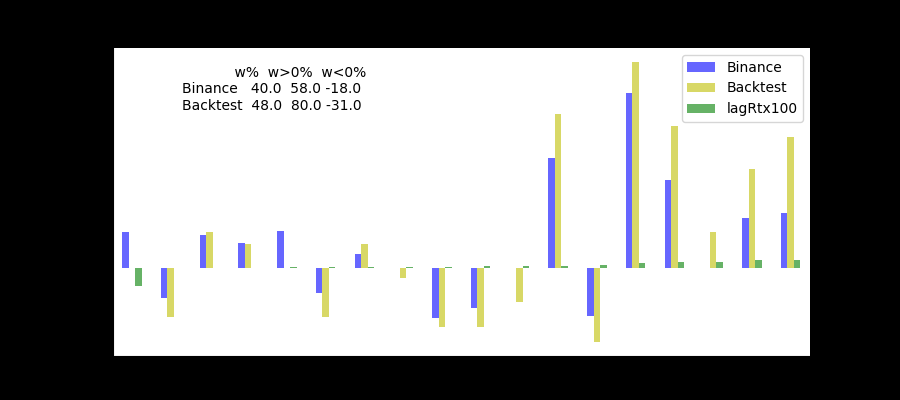 w% w>0% w<0%
Binance 40.0 58.0 -18.0
Backtest 48.0 80.0 -31.0
Binance
Backtest
lagRtx100